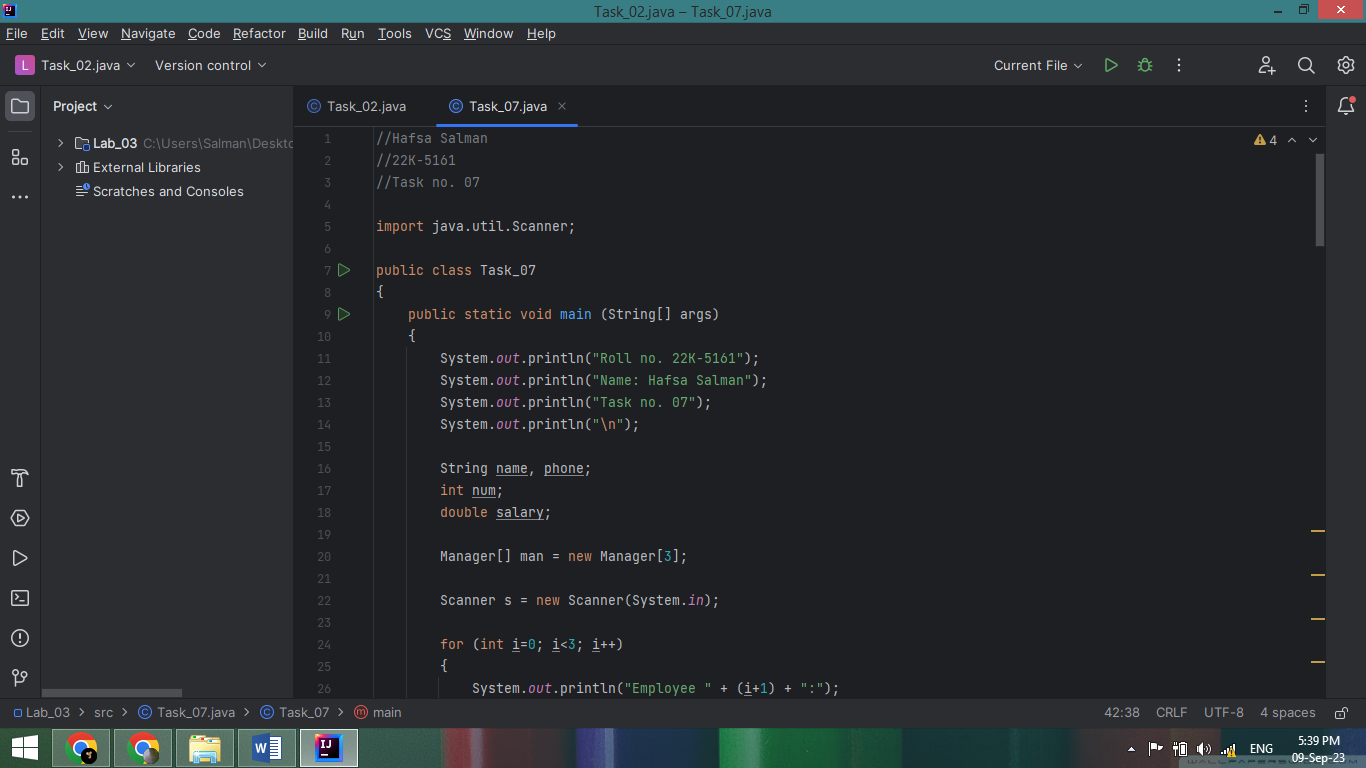 Task_02.java – Task_07.java
File Edit View Navigate Code Refactor Build Run Tools VCS Window Help
L Task_02.java Version control Current File
Project
Task_02.java Task_07.java
Lab_03 C:\Users\Salman\Deskto
External Libraries
Scratches and Consoles
4
1 //Hafsa Salman
2 //22K-5161
3 //Task no. 07
4
5 import java.util.Scanner;
6
7 public class Task_07
8 {
9 public static void main (String[] args)
10 {
11 System.out.println("Roll no. 22K-5161");
12 System.out.println("Name: Hafsa Salman");
13 System.out.println("Task no. 07");
14 System.out.println("\n");
15
16 String name, phone;
17 int num;
18 double salary;
19
20 Manager[] man = new Manager[3];
21
22 Scanner s = new Scanner(System.in);
23
24 for (int i=0; i<3; i++)
25 {
26 System.out.println("Employee " + (i+1) + ":");
Lab_03 > src > Task_07.java > Task_07 > main
42:38 CRLF UTF-8 4 spaces
ENG
5:39 PM
09-Sep-23